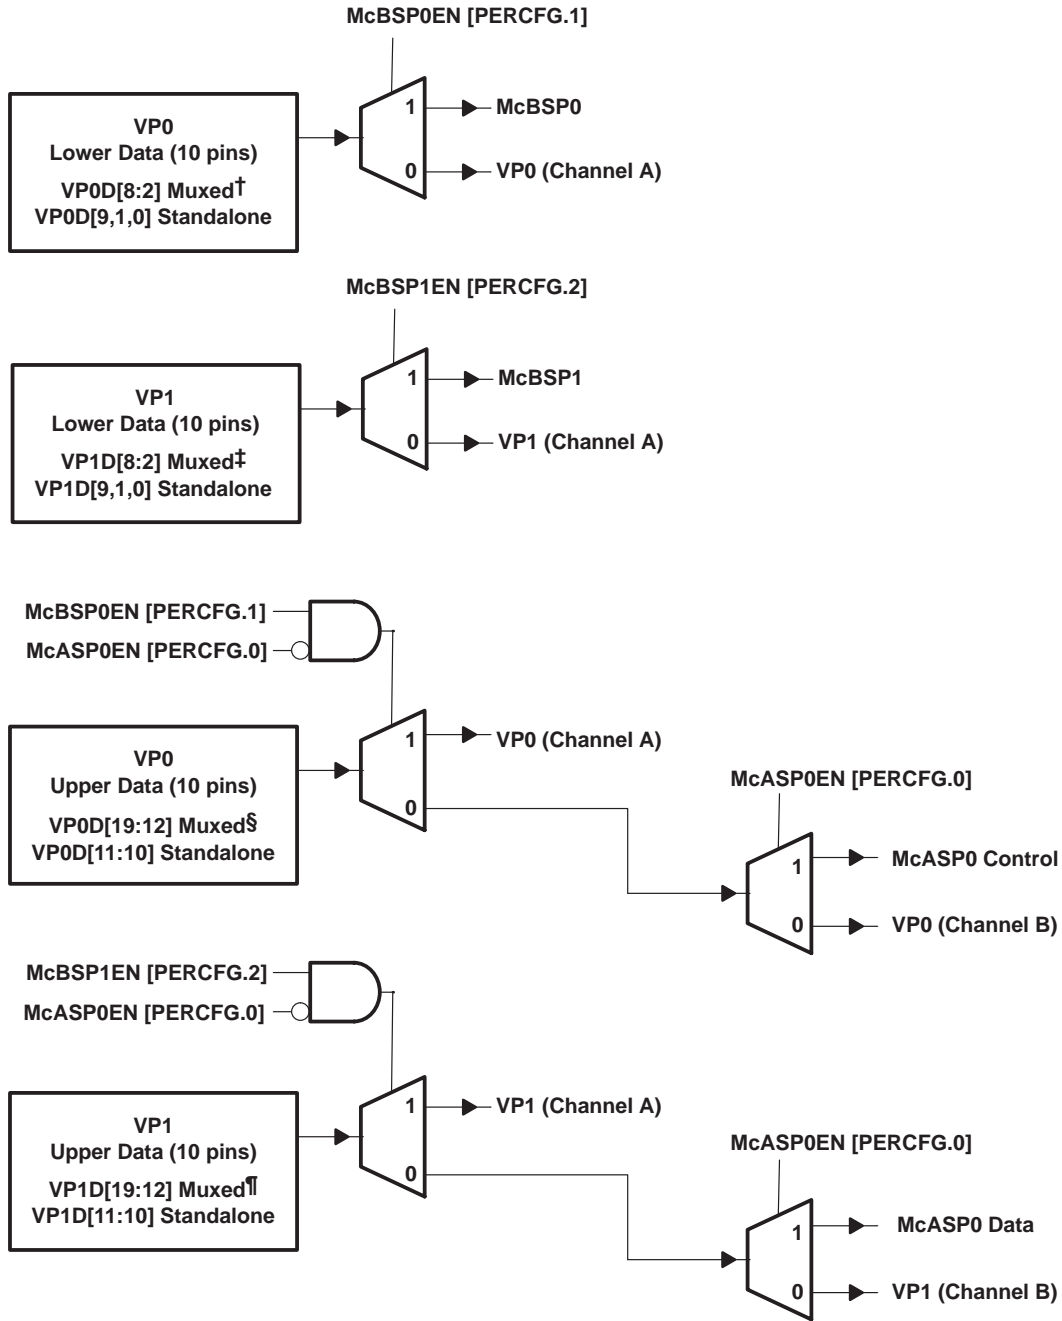 McBSP0EN [PERCFG.1]
VP0
Lower Data (10 pins)
VP0D[8:2] Muxed†
VP0D[9,1,0] Standalone
1
0
McBSP0
VP0 (Channel A)
McBSP1EN [PERCFG.2]
VP1
Lower Data (10 pins)
VP1D[8:2] Muxed‡
VP1D[9,1,0] Standalone
1
0
McBSP1
VP1 (Channel A)
McBSP0EN [PERCFG.1]
McASP0EN [PERCFG.0]
VP0
Upper Data (10 pins)
VP0D[19:12] Muxed§
VP0D[11:10] Standalone
1
0
VP0 (Channel A)
McASP0EN [PERCFG.0]
1
0
McASP0 Control
VP0 (Channel B)
McBSP1EN [PERCFG.2]
McASP0EN [PERCFG.0]
VP1
Upper Data (10 pins)
VP1D[19:12] Muxed¶
VP1D[11:10] Standalone
1
0
VP1 (Channel A)
McASP0EN [PERCFG.0]
1
0
McASP0 Data
VP1 (Channel B)